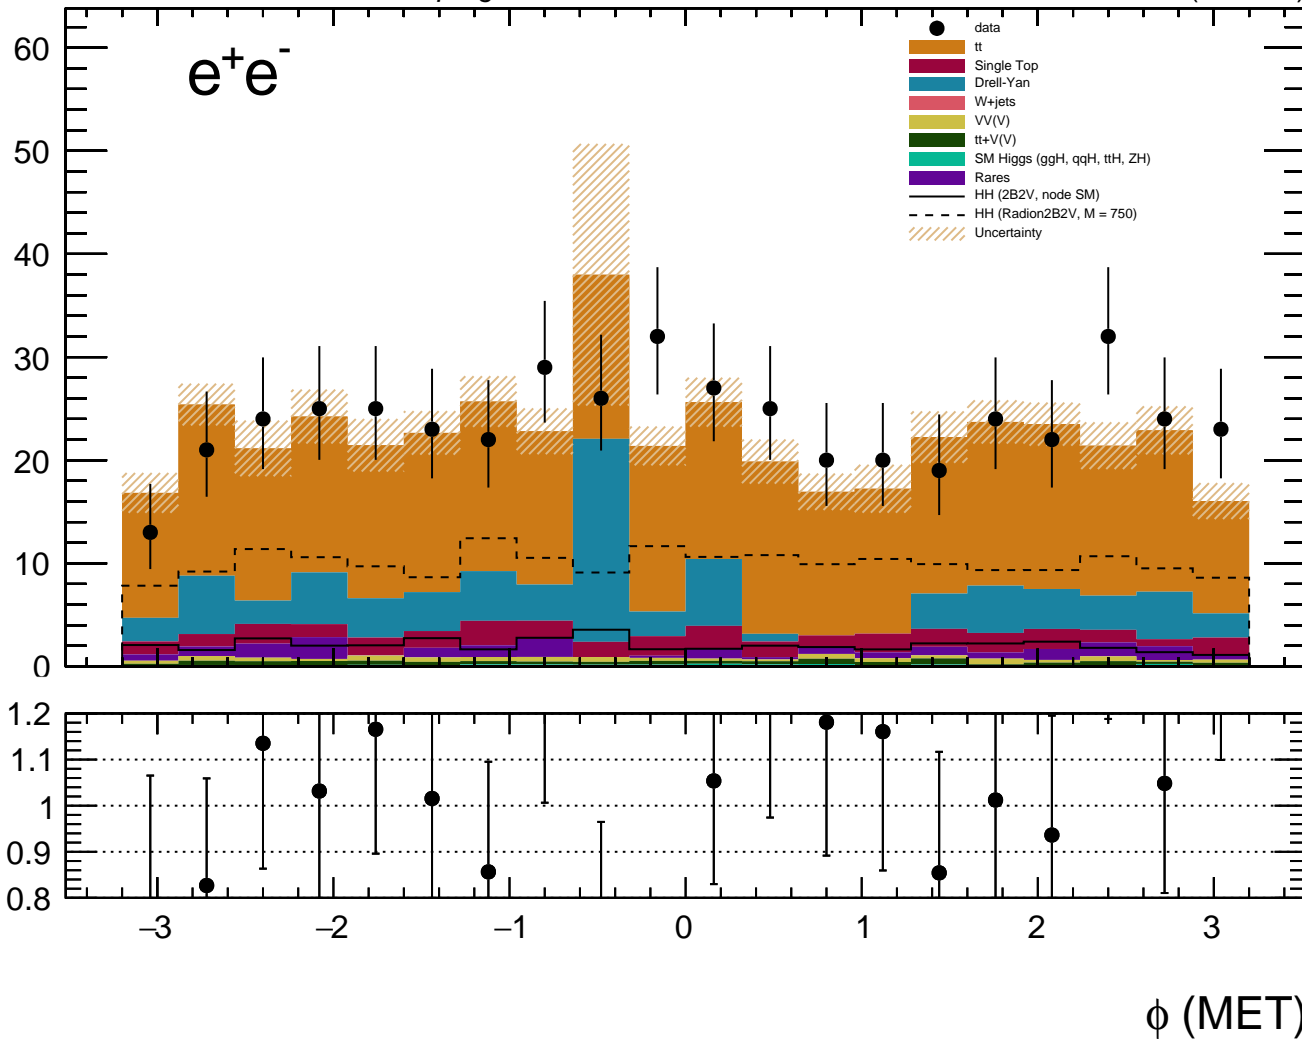 e+e-
data
tt
Single Top
Drell-Yan
W+jets
VV(V)
tt+V(V)
SM Higgs (ggH, qqH, ttH, ZH)
Rares
HH (2B2V, node SM)
HH (Radion2B2V, M = 750)
Uncertainty
60
50
40
30
20
10
0
1.2
1.1
1
0.9
0.8
−3 −2 −1 0 1 2 3
ϕ (MET)